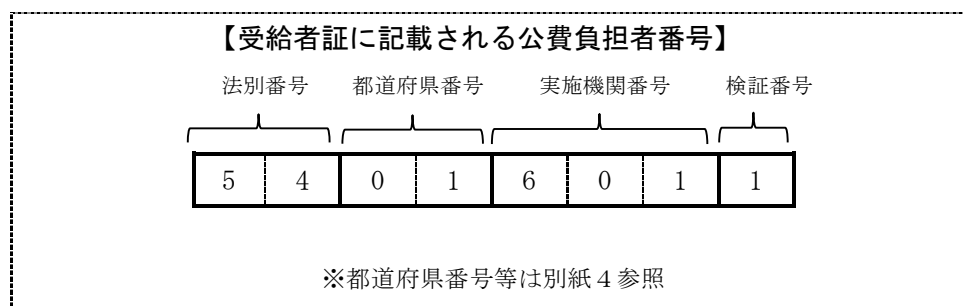 【受給者証に記載される公費負担者番号】
法別番号 都道府県番号 実施機関番号 検証番号
5 4 0 1 6 0 1 1
※都道府県番号等は別紙４参照